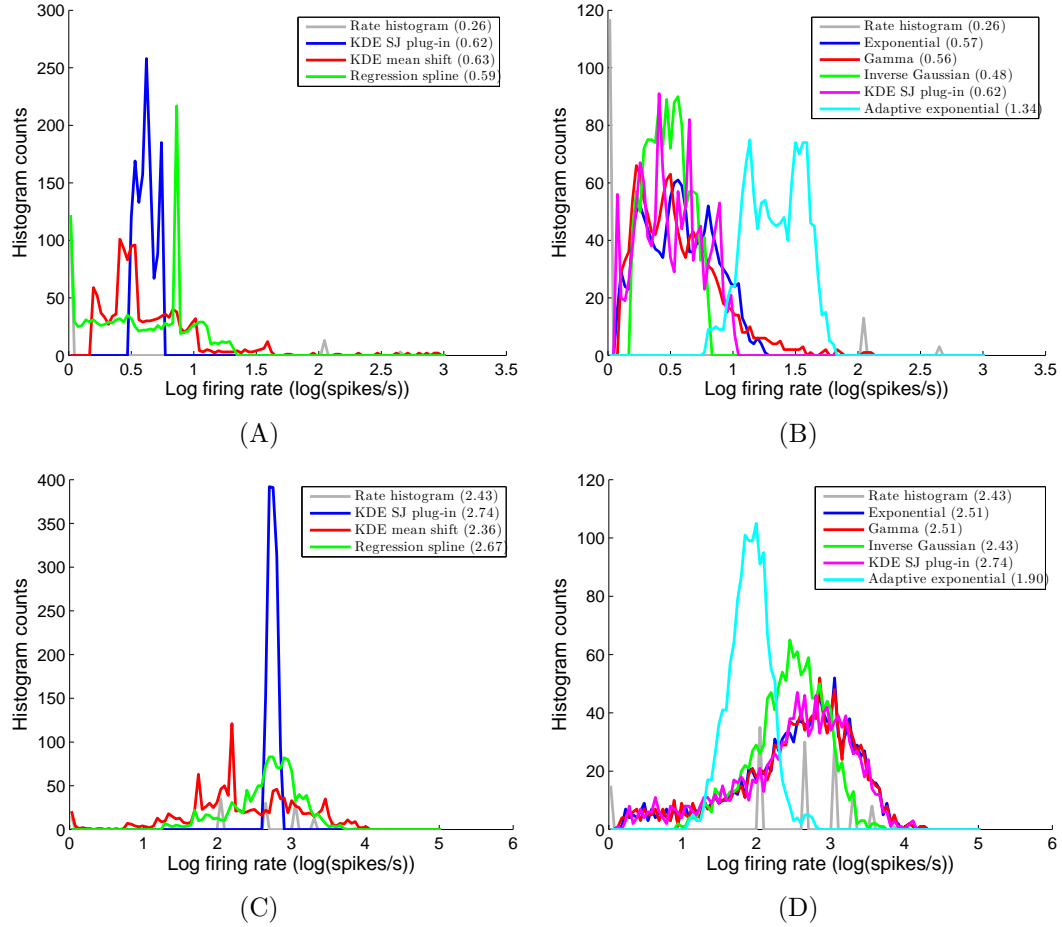 Rate histogram (0.26)
KDE SJ plug-in (0.62)
KDE mean shift (0.63)
Regression spline (0.59)
300
250
200
150
100
50
0
Histogram counts
0 0.5 1 1.5 2 2.5 3 3.5
Log firing rate (log(spikes/s))
(A)
Rate histogram (0.26)
Exponential (0.57)
Gamma (0.56)
Inverse Gaussian (0.48)
KDE SJ plug-in (0.62)
Adaptive exponential (1.34)
120
100
80
60
40
20
0
Histogram counts
0 0.5 1 1.5 2 2.5 3 3.5
Log firing rate (log(spikes/s))
(B)
Rate histogram (2.43)
KDE SJ plug-in (2.74)
KDE mean shift (2.36)
Regression spline (2.67)
400
350
300
250
200
150
100
50
0
Histogram counts
0 1 2 3 4 5 6
Log firing rate (log(spikes/s))
(C)
Rate histogram (2.43)
Exponential (2.51)
Gamma (2.51)
Inverse Gaussian (2.43)
KDE SJ plug-in (2.74)
Adaptive exponential (1.90)
120
100
80
60
40
20
0
Histogram counts
0 1 2 3 4 5 6
Log firing rate (log(spikes/s))
(D)